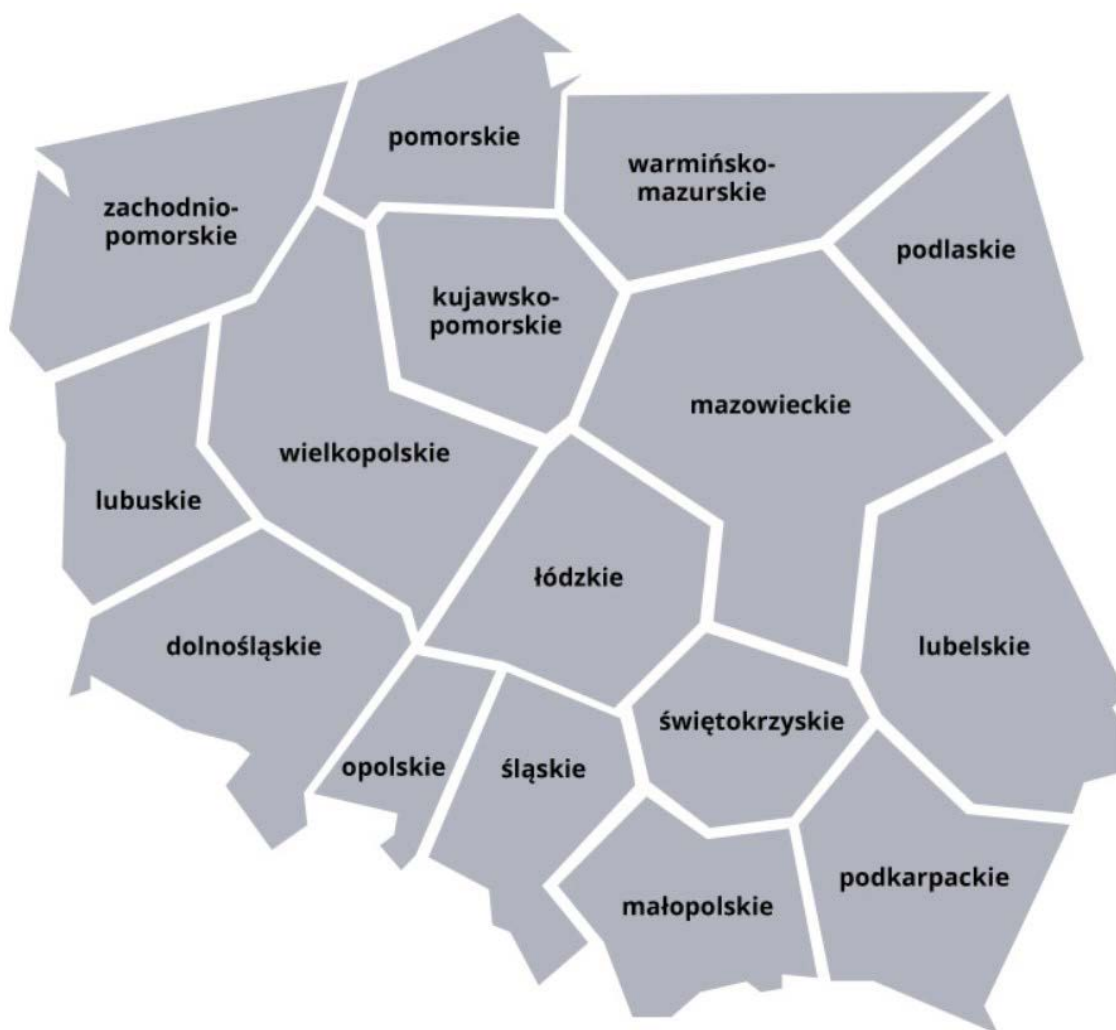 pomorskie
warmińsko-
mazurskie
zachodnio-
pomorskie
podlaskie
kujawsko-
pomorskie
mazowieckie
wielkopolskie
lubuskie
łódzkie
dolnośląskie
lubelskie
świętokrzyskie
opolskie
śląskie
podkarpackie
małopolskie